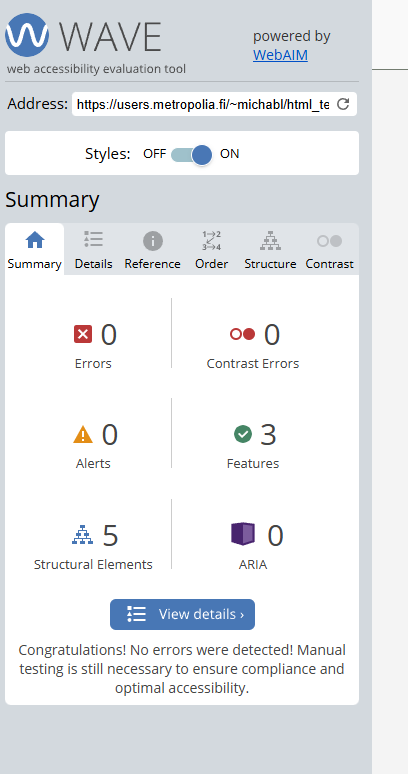 WAVE
web accessibility evaluation tool
powered by
WebAIM
Address: https://users.metropolia.fi/~michabl/html_te
Styles: OFF ON
Summary
Summary Details Reference Order Structure Contrast
1→2
3→4
0 Errors
0 Contrast Errors
0 Alerts
3 Features
5 Structural Elements
0 ARIA
View details ›
Congratulations! No errors were detected! Manual
testing is still necessary to ensure compliance and
optimal accessibility.